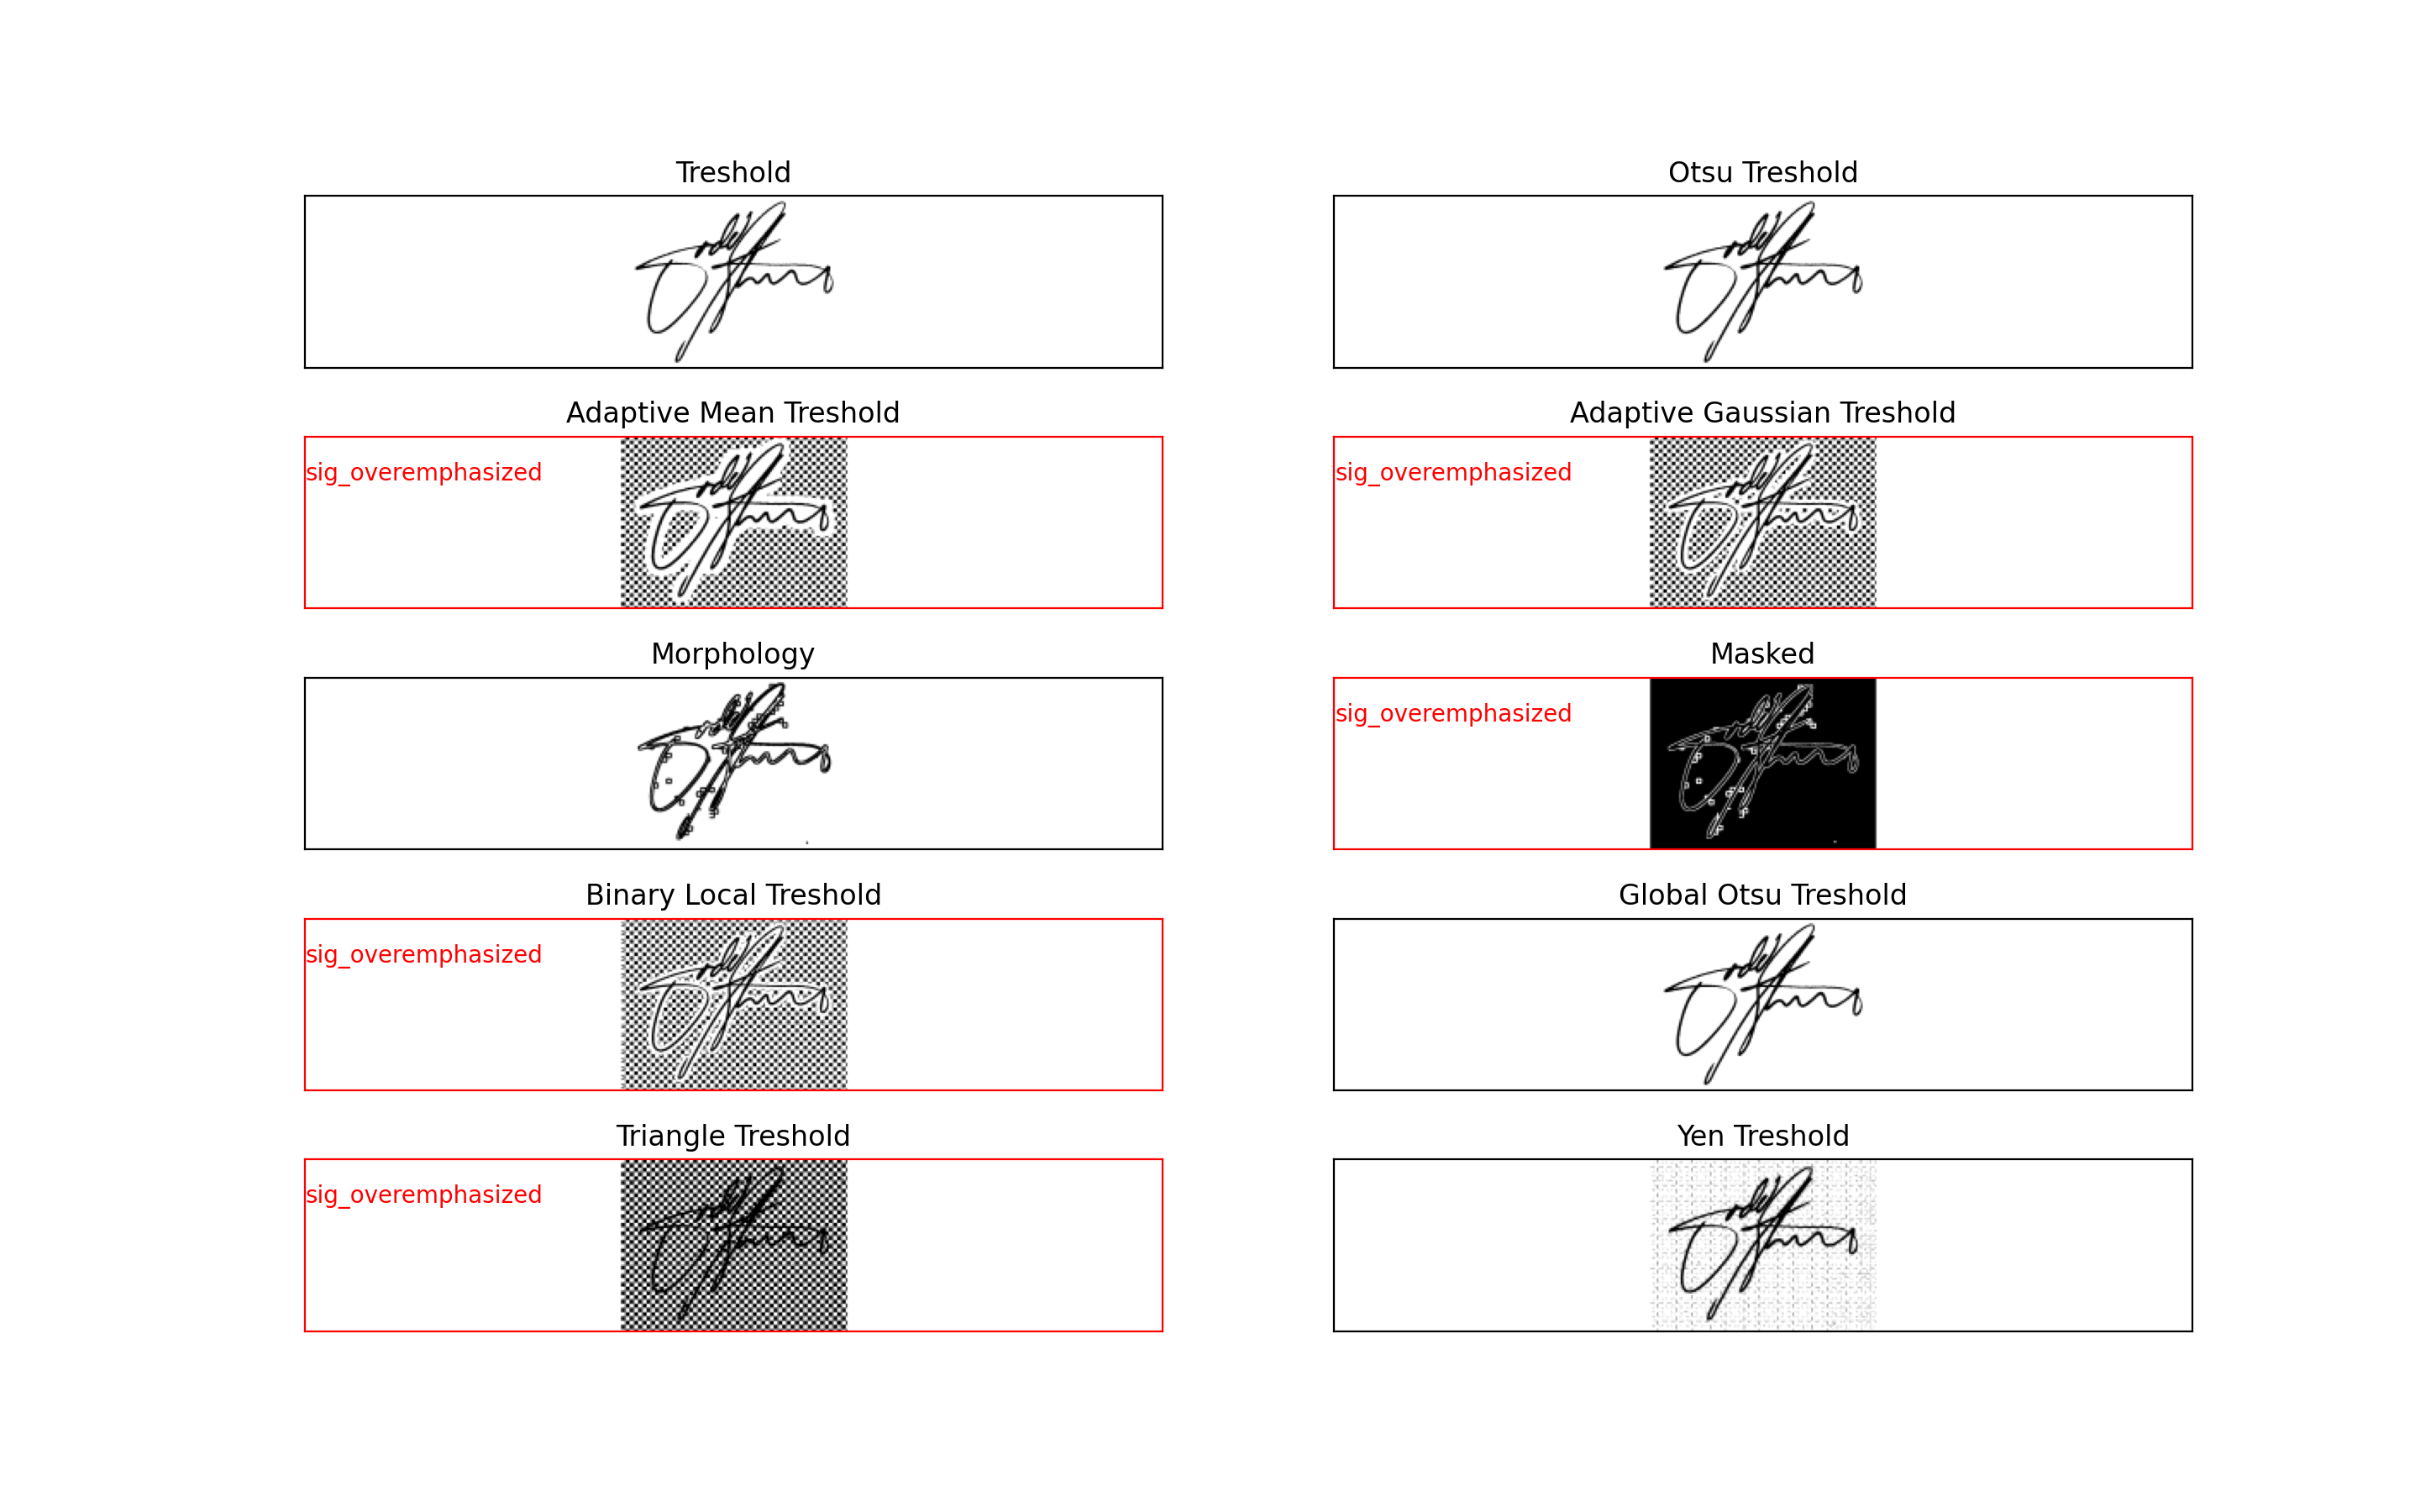 Treshold
Otsu Treshold
Adaptive Mean Treshold
Adaptive Gaussian Treshold
sig_overemphasized
sig_overemphasized
Morphology
Masked
sig_overemphasized
Binary Local Treshold
Global Otsu Treshold
sig_overemphasized
Triangle Treshold
Yen Treshold
sig_overemphasized